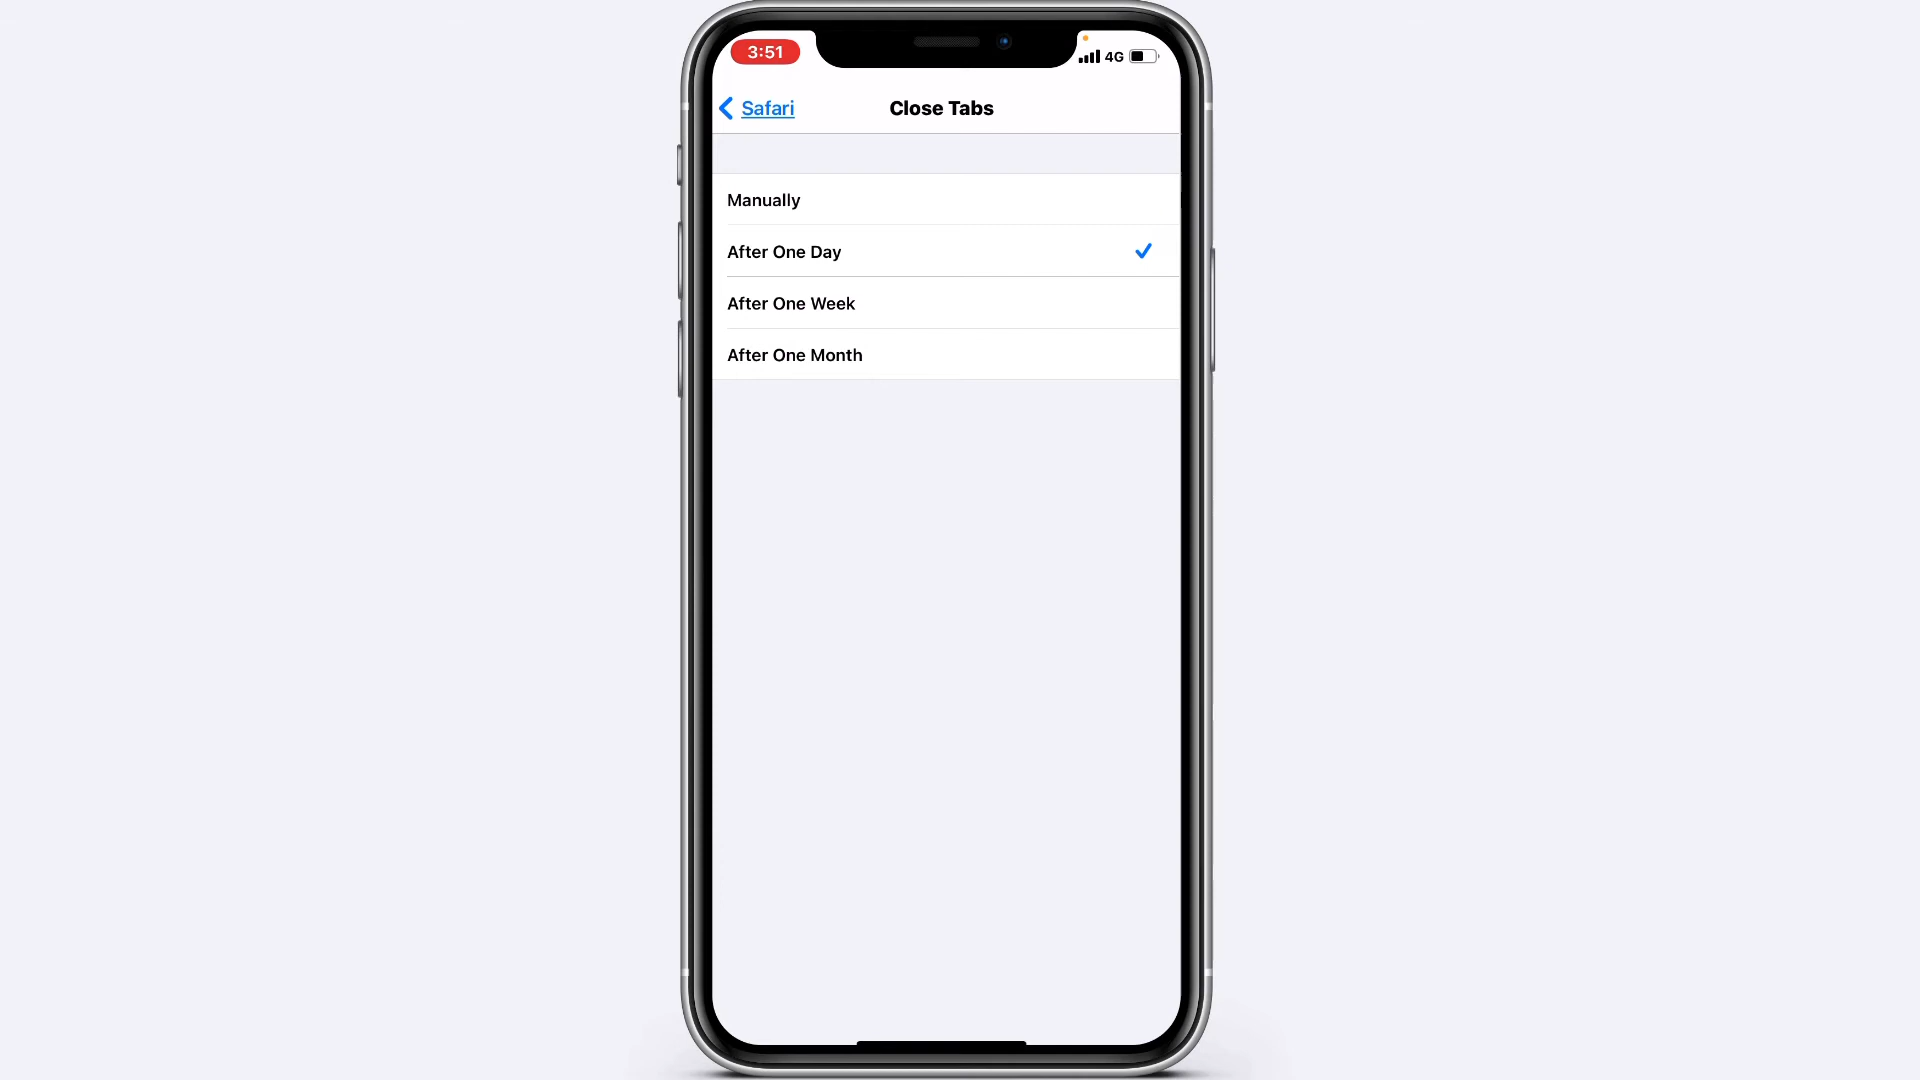 3:51
4G
Safari
Close Tabs
Manually
After One Day
After One Week
After One Month